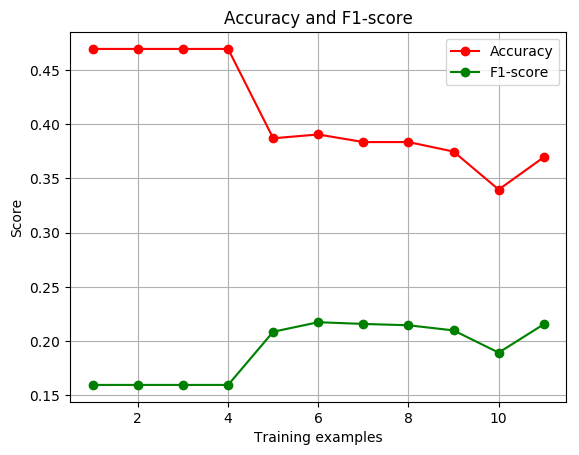 Accuracy and F1-score
Accuracy
F1-score
Score
0.45
0.40
0.35
0.30
0.25
0.20
0.15
2 4 6 8 10
Training examples